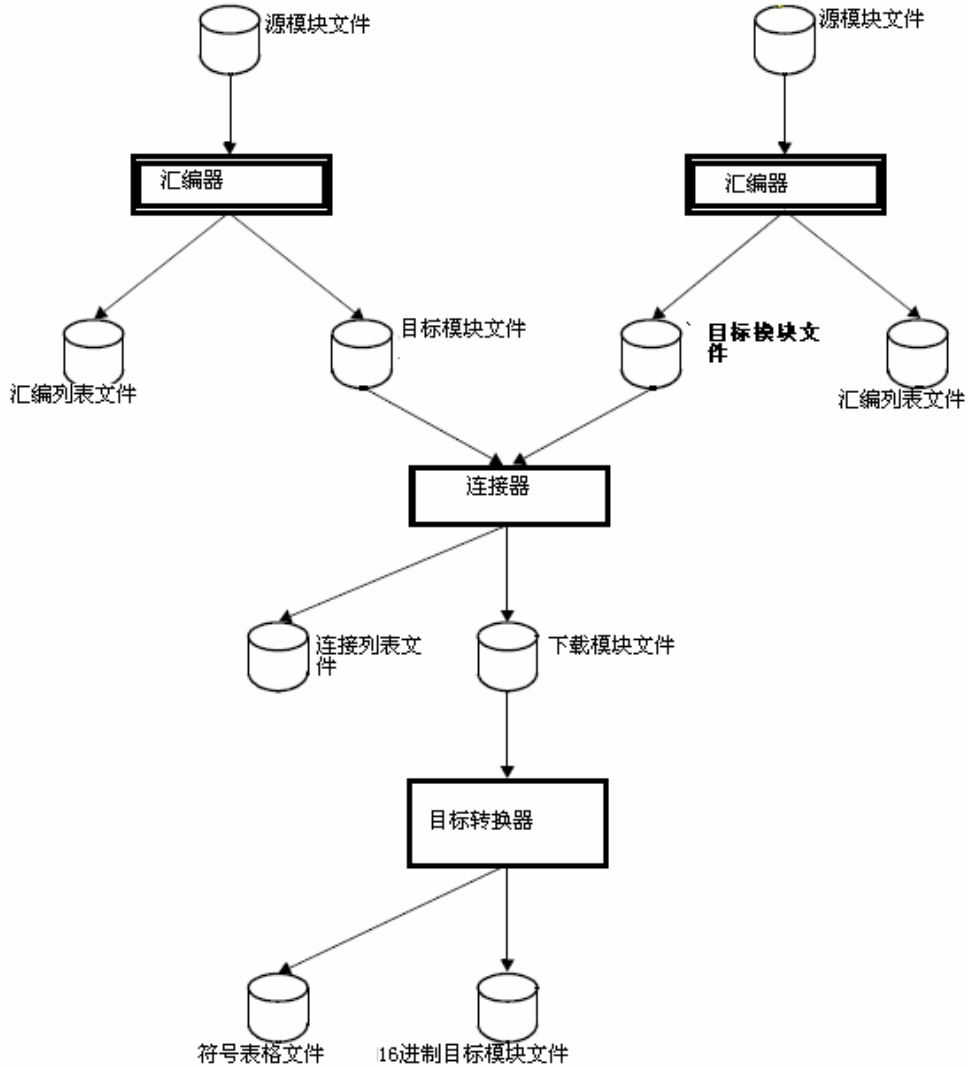 源模块文件
源模块文件
汇编器
汇编器
目标模块文件
目标模块文
件
汇编列表文件
汇编列表文件
连接器
连接列表文
件
下载模块文件
目标转换器
符号表格文件
16进制目标模块文件